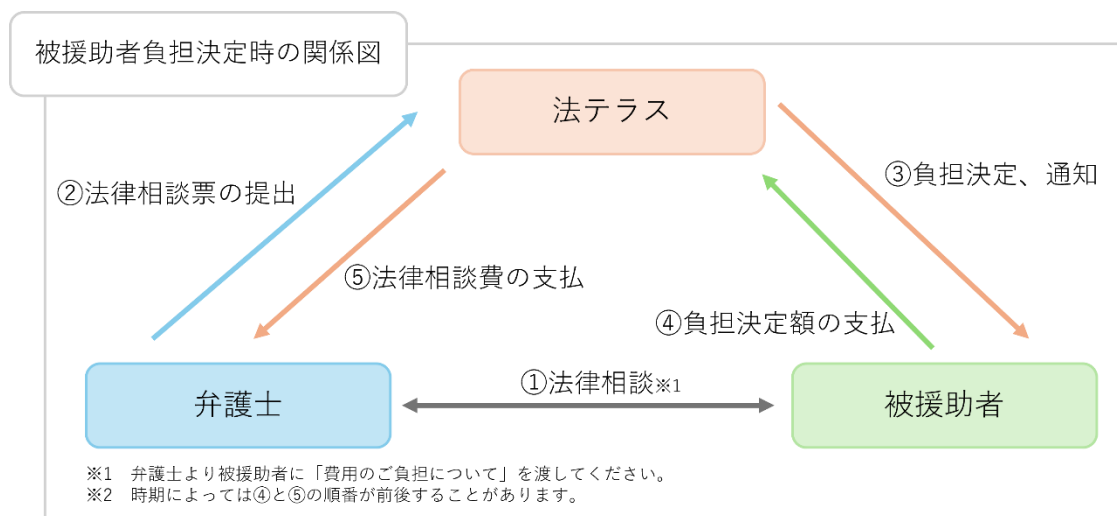 被援助者負担決定時の関係図
法テラス
②法律相談票の提出
③負担決定、通知
⑤法律相談費の支払
④負担決定額の支払
弁護士
①法律相談※1
被援助者
※1 弁護士より被援助者に「費用のご負担について」を渡してください。
※2 時期によっては④と⑤の順番が前後することがあります。